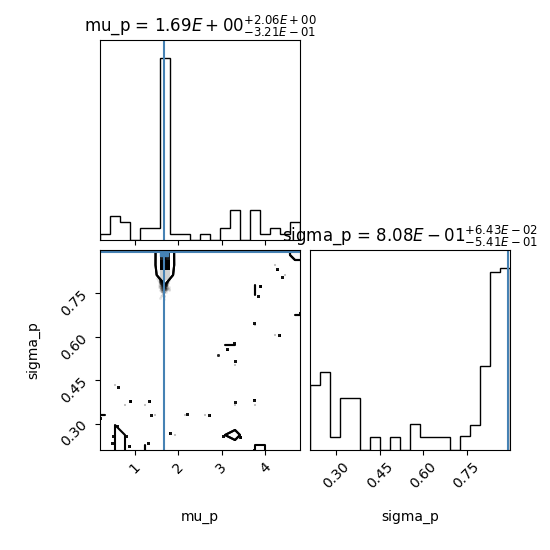 mu_p = 1.69E + 00+2.06E+00−3.21E−01
sigma_p = 8.08E − 01+6.43E−02−5.41E−01
sigma_p
0.75
0.60
0.45
0.30
1 2 3 4
0.30 0.45 0.60 0.75
mu_p
sigma_p